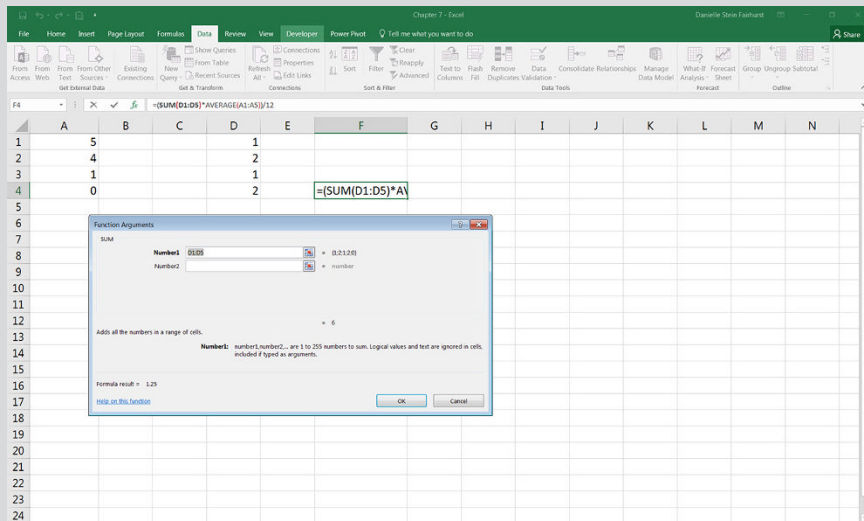 Chapter 7 - Excel
Danielle Stein Fairhurst
File Home Insert Page Layout Formulas Data Review View Developer Power Pivot Tell me what you want to do
Share
From Access From Web From Text From Other Sources Existing Connections
Get External Data
New Query Show Queries From Table Recent Sources
Get & Transform
Refresh All Connections Properties Edit Links
Connections
Sort Filter Clear Reapply Advanced
Sort & Filter
Text to Columns Flash Fill Remove Duplicates Data Validation Consolidate Relationships Manage Data Model
Data Tools
What-If Analysis Forecast Sheet
Forecast
Group Ungroup Subtotal
Outline
F4 fx =(SUM(D1:D5)*AVERAGE(A1:A5))/12
A B C D E F G H I J K L M N
1 5 1
2 4 2
3 1 1
4 0 2 =(SUM(D1:D5)*A
5
6
7
8
9
10
11
12
13
14
15
16
17
18
19
20
21
22
23
24
Function Arguments
SUM
Number1 D1:D5 = {1;2;1;2;0}
Number2 = number
= 6
Adds all the numbers in a range of cells.
Number1: number1,number2,... are 1 to 255 numbers to sum. Logical values and text are ignored in cells,
included if typed as arguments.
Formula result = 1.25
Help on this function
OK Cancel